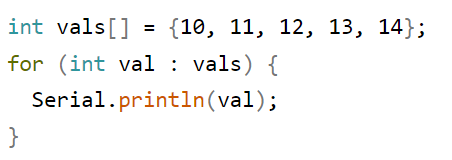 int vals[] = {10, 11, 12, 13, 14};
for (int val : vals) {
  Serial.println(val);
}